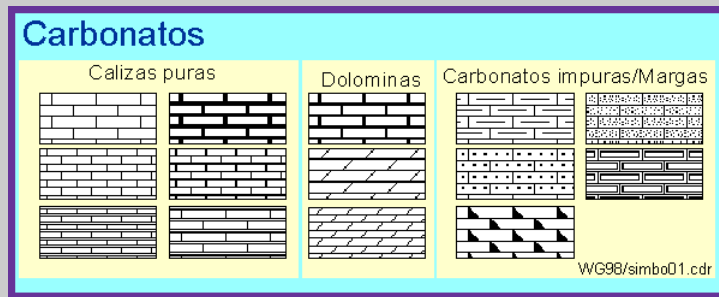 Carbonatos
Calizas puras
Dolominas
Carbonatos impuras/Margas
WG98/simbo01.cdr